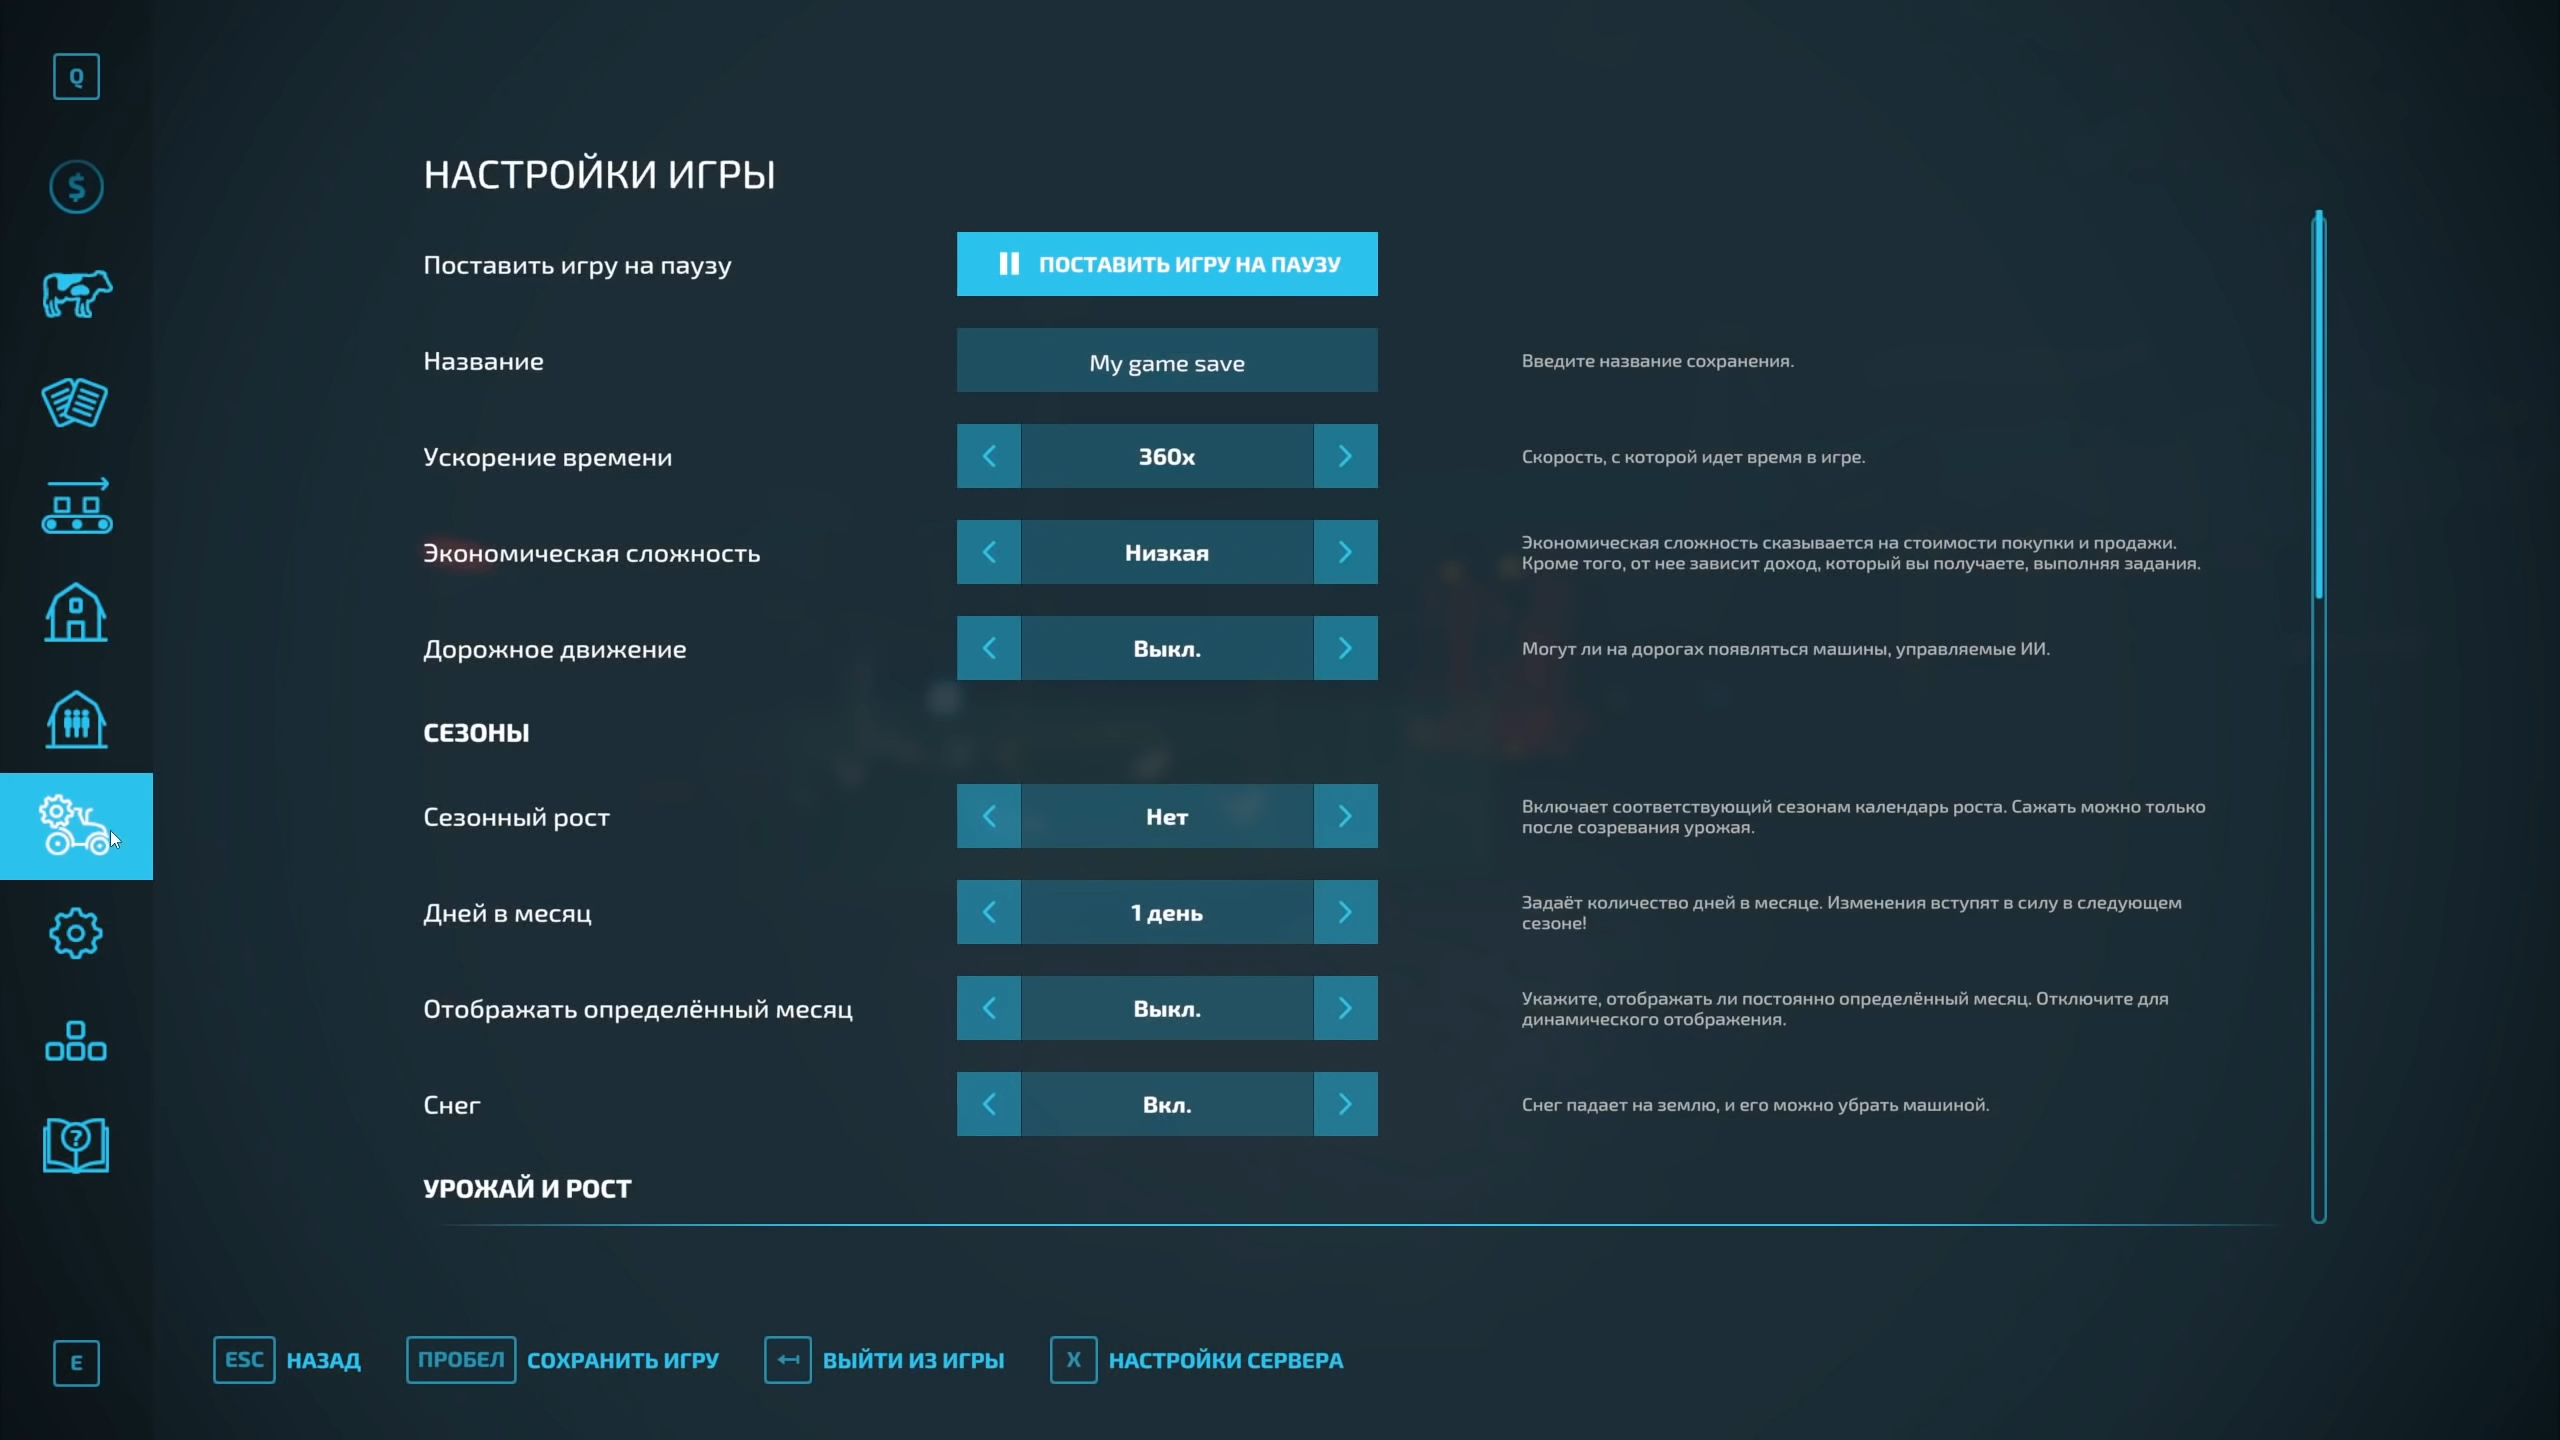 Q
$
НАСТРОЙКИ ИГРЫ
Поставить игру на паузу
ПОСТАВИТЬ ИГРУ НА ПАУЗУ
Название
My game save
Введите название сохранения.
Ускорение времени
360x
Скорость, с которой идет время в игре.
Экономическая сложность
Низкая
Экономическая сложность сказывается на стоимости покупки и продажи.
Кроме того, от нее зависит доход, который вы получаете, выполняя задания.
Дорожное движение
Выкл.
Могут ли на дорогах появляться машины, управляемые ИИ.
СЕЗОНЫ
Сезонный рост
Нет
Включает соответствующий сезонам календарь роста. Сажать можно только
после созревания урожая.
Дней в месяц
1 день
Задаёт количество дней в месяце. Изменения вступят в силу в следующем
сезоне!
Отображать определённый месяц
Выкл.
Укажите, отображать ли постоянно определённый месяц. Отключите для
динамического отображения.
Снег
Вкл.
Снег падает на землю, и его можно убрать машиной.
?
УРОЖАЙ И РОСТ
E
ESC НАЗАД
ПРОБЕЛ СОХРАНИТЬ ИГРУ
ВЫЙТИ ИЗ ИГРЫ
X НАСТРОЙКИ СЕРВЕРА